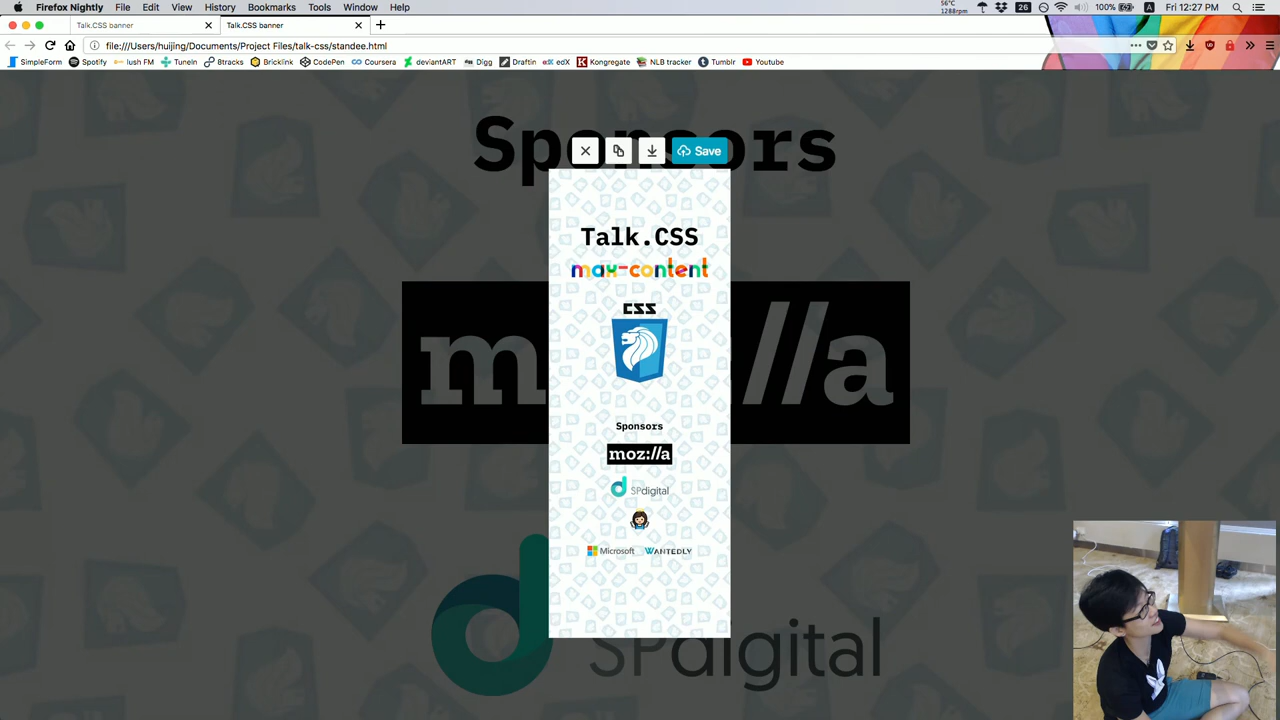 Firefox Nightly File Edit View History Bookmarks Tools Window Help 56°C 1288rpm 26 100% A Fri 12:27 PM
Talk.CSS banner Talk.CSS banner
file:///Users/huijing/Documents/Project Files/talk-css/standee.html
SimpleForm Spotify lush FM TuneIn 8tracks Bricklink CodePen Coursera deviantART Digg Draftin edX Kongregate NLB tracker Tumblr Youtube
Sponsors
Save
Talk.CSS
max-content
CSS
Sponsors
moz://a
SPdigital
Microsoft WANTEDLY
m //a
SPdigital